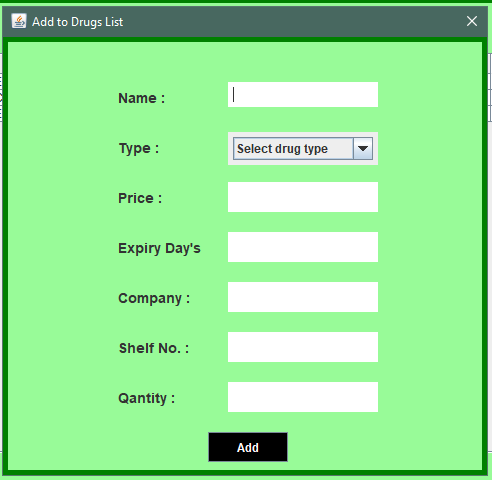 Add to Drugs List
Name :
Type :
Select drug type
Price :
Expiry Day's
Company :
Shelf No. :
Qantity :
Add